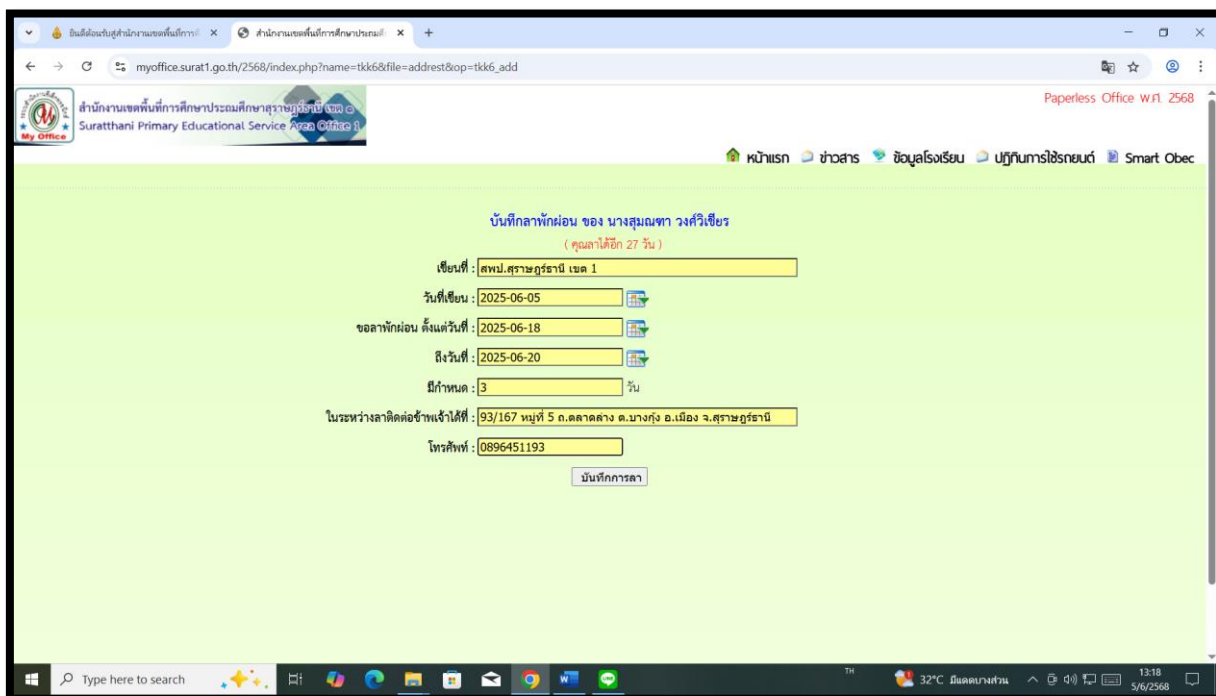 ยินดีต้อนรับสู่สำนักงานเขตพื้นที่การศึ
สำนักงานเขตพื้นที่การศึกษาประถมศึ
myoffice.surat1.go.th/2568/index.php?name=tkk6&file=addrest&op=tkk6_add
My Office
สำนักงานเขตพื้นที่การศึกษาประถมศึกษาสุราษฎร์ธานี เขต ๑
Suratthani Primary Educational Service Area Office 1
Paperless Office พ.ศ. 2568
หน้าแรก ข่าวสาร ข้อมูลโรงเรียน ปฏิทินการใช้รถยนต์ Smart Obec
บันทึกลาพักผ่อน ของ นางสุมณฑา วงศ์วิเชียร
( คุณลาได้อีก 27 วัน )
เขียนที่ : สพป.สุราษฎร์ธานี เขต 1
วันที่เขียน : 2025-06-05
ขอลาพักผ่อน ตั้งแต่วันที่ : 2025-06-18
ถึงวันที่ : 2025-06-20
มีกำหนด : 3 วัน
ในระหว่างลาติดต่อข้าพเจ้าได้ที่ : 93/167 หมู่ที่ 5 ถ.ตลาดล่าง ต.บางกุ้ง อ.เมือง จ.สุราษฎร์ธานี
โทรศัพท์ : 0896451193
บันทึกการลา
Type here to search
TH
32°C มีแดดบางส่วน
13:18
5/6/2568